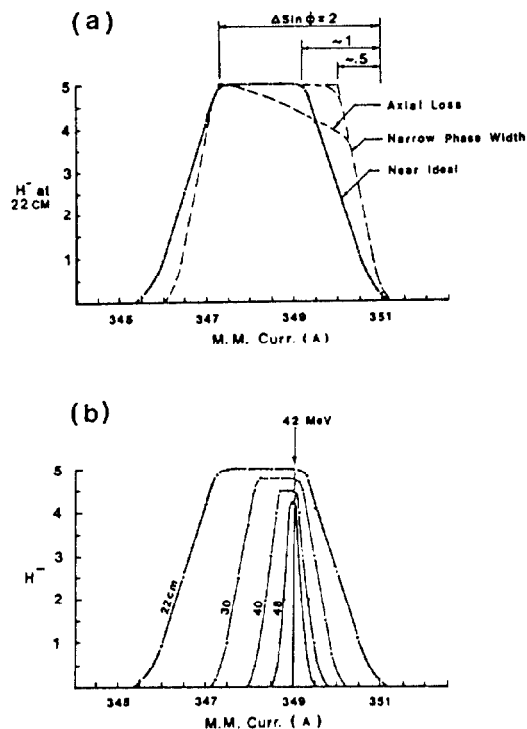 (a)
Δ sin ϕ = 2
~1
~.5
5
4
3
2
1
H⁻ at
22 CM
Axial Loss
Narrow Phase Width
Near Ideal
345 347 349 351
M.M. Curr. (A)
(b)
42 MeV
5
4
3
2
1
H⁻
22cm 30 40 48
345 347 349 351
M.M. Curr. (A)